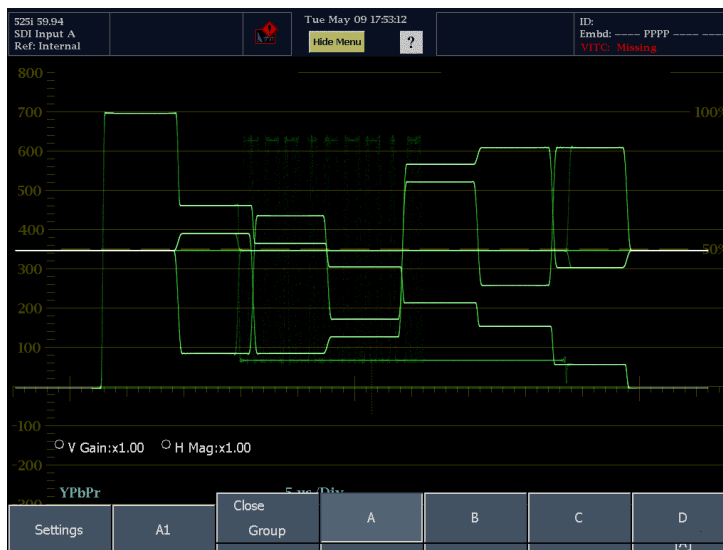 525i 59.94
SDI Input A
Ref: Internal
Tue May 09 17:53:12
Hide Menu
?
ID:
Embd: ---- PPPP ---- ----
VITC: Missing
800
700
100%
600
500
400
50%
300
200
100
-100
V Gain:x1.00
H Mag:x1.00
-200
YPbPr
5 us/Div
-300
Settings
A1
Close
Group
A
B
C
D
[A]